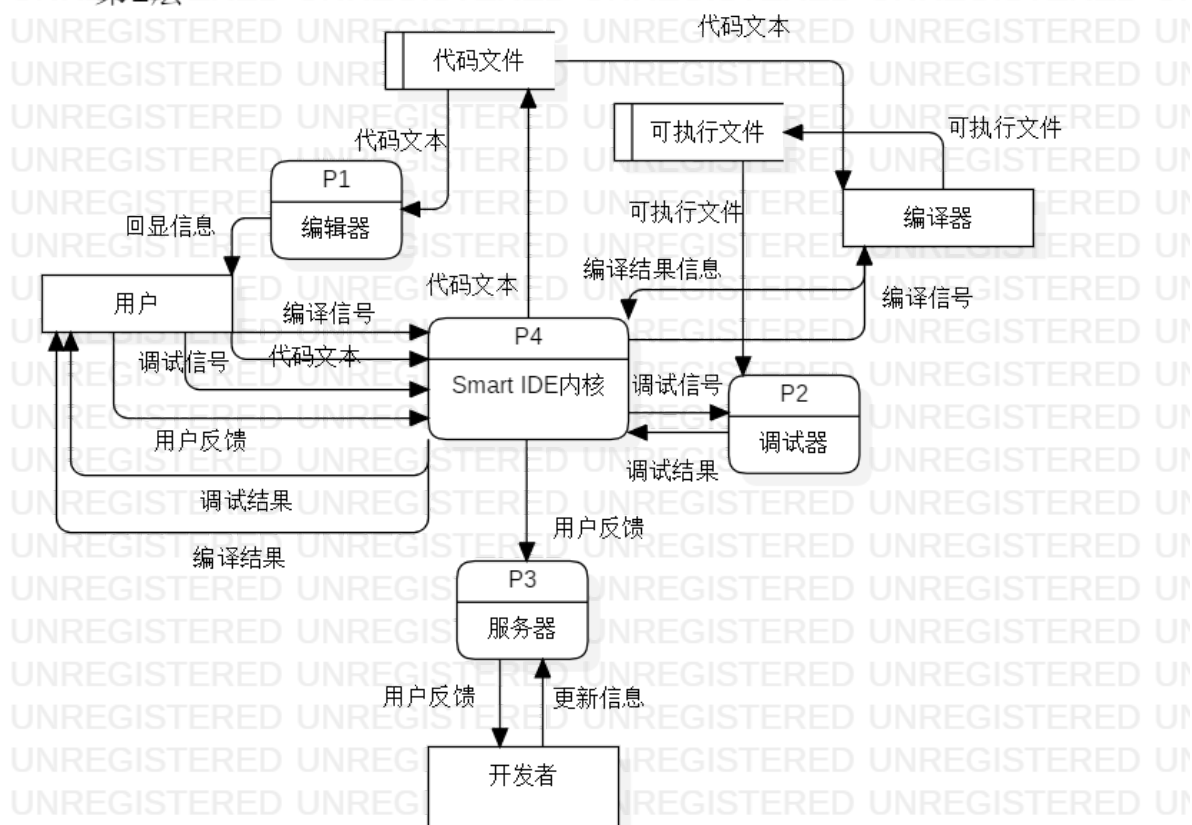 代码文本
代码文件
可执行文件
可执行文件
代码文本
P1
编辑器
回显信息
可执行文件
编译器
编译结果信息
用户
编译信号
代码文本
编译信号
P4
Smart IDE内核
代码文本
调试信号
调试信号
P2
调试器
用户反馈
调试结果
调试结果
用户反馈
编译结果
P3
服务器
用户反馈
更新信息
开发者
UNREGISTERED